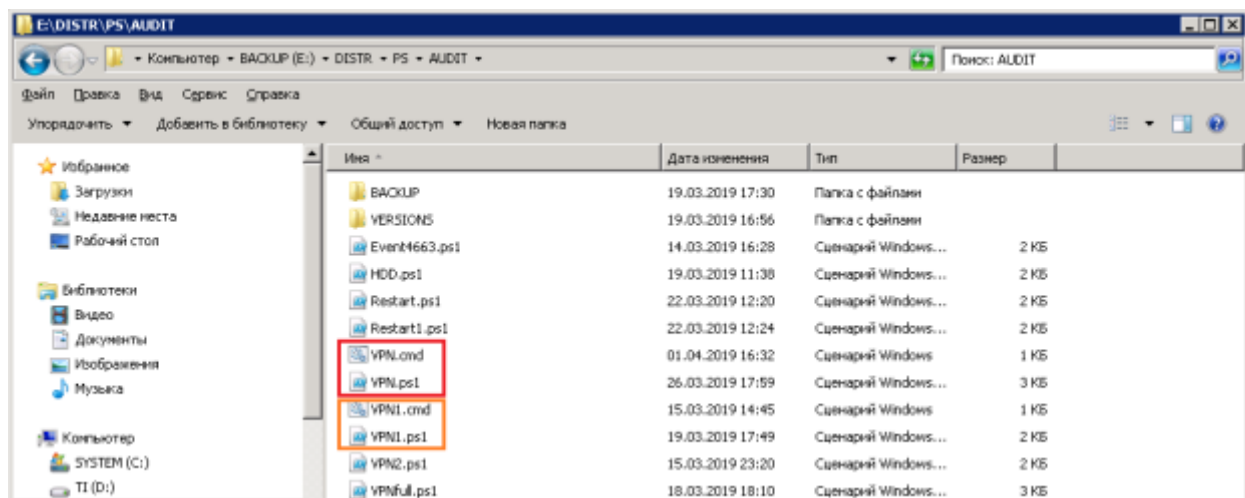 E:\DISTR\PS\AUDIT
Компьютер BACKUP (E:) DISTR PS AUDIT Поиск: AUDIT
Файл Правка Вид Сервис Справка
Упорядочить Добавить в библиотеку Общий доступ Новая папка
Избранное
Загрузки
Недавние места
Рабочий стол
Библиотеки
Видео
Документы
Изображения
Музыка
Компьютер
SYSTEM (C:)
TI (D:)
Имя Дата изменения Тип Размер
BACKUP 19.03.2019 17:30 Папка с файлами
VERSIONS 19.03.2019 16:56 Папка с файлами
Event4663.ps1 14.03.2019 16:28 Сценарий Windows... 2 КБ
HDD.ps1 19.03.2019 11:38 Сценарий Windows... 2 КБ
Restart.ps1 22.03.2019 12:20 Сценарий Windows... 2 КБ
Restart1.ps1 22.03.2019 12:24 Сценарий Windows... 2 КБ
VPN.cmd 01.04.2019 16:32 Сценарий Windows 1 КБ
VPN.ps1 26.03.2019 17:59 Сценарий Windows... 3 КБ
VPN1.cmd 15.03.2019 14:45 Сценарий Windows 1 КБ
VPN1.ps1 19.03.2019 17:49 Сценарий Windows... 2 КБ
VPN2.ps1 15.03.2019 23:20 Сценарий Windows... 2 КБ
VPNfull.ps1 18.03.2019 18:10 Сценарий Windows... 3 КБ